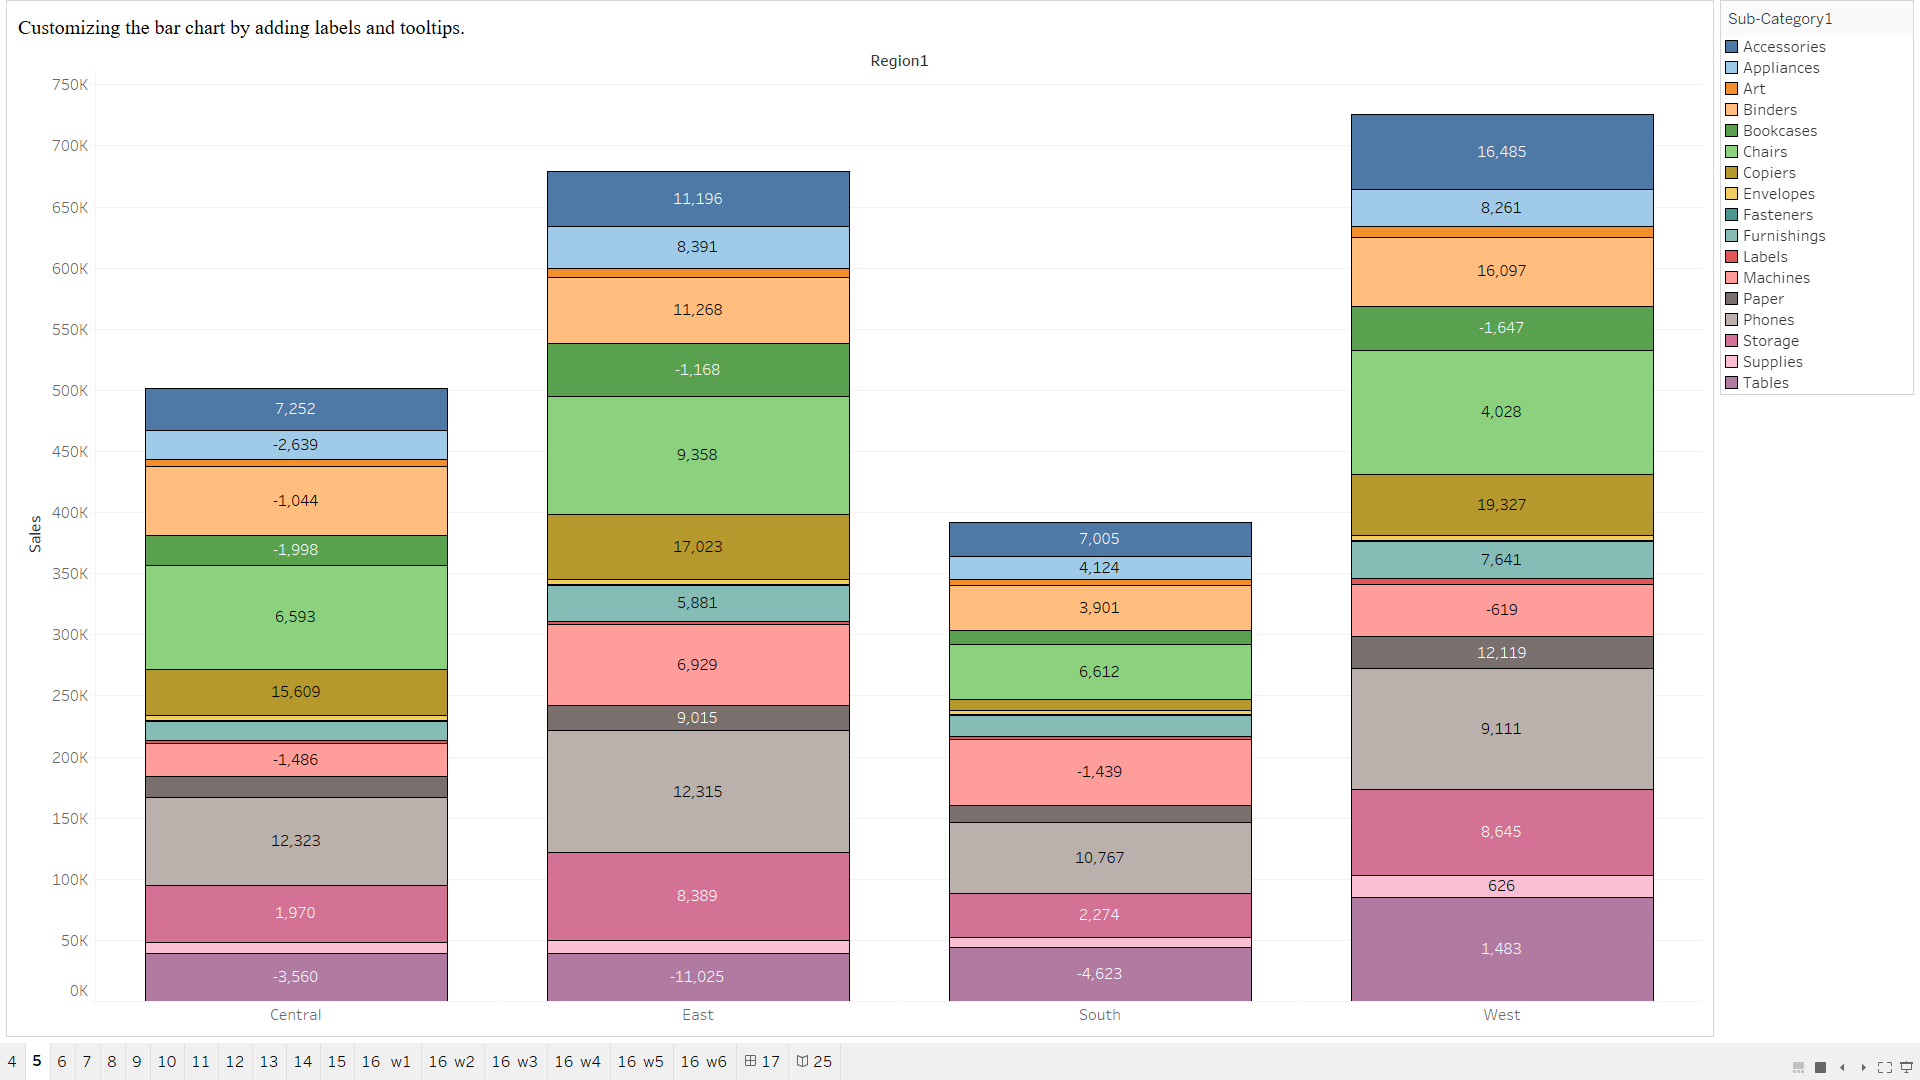 Customizing the bar chart by adding labels and tooltips.
Region1
Sales
750K
700K
650K
600K
550K
500K
450K
400K
350K
300K
250K
200K
150K
100K
50K
0K
7,252
-2,639
-1,044
-1,998
6,593
15,609
-1,486
12,323
1,970
-3,560
11,196
8,391
11,268
-1,168
9,358
17,023
5,881
6,929
9,015
12,315
8,389
-11,025
7,005
4,124
3,901
6,612
-1,439
10,767
2,274
-4,623
16,485
8,261
16,097
-1,647
4,028
19,327
7,641
-619
12,119
9,111
8,645
626
1,483
Central East South West
Sub-Category1
Accessories
Appliances
Art
Binders
Bookcases
Chairs
Copiers
Envelopes
Fasteners
Furnishings
Labels
Machines
Paper
Phones
Storage
Supplies
Tables
4 5 6 7 8 9 10 11 12 13 14 15 16 w1 16 w2 16 w3 16 w4 16 w5 16 w6 17 25